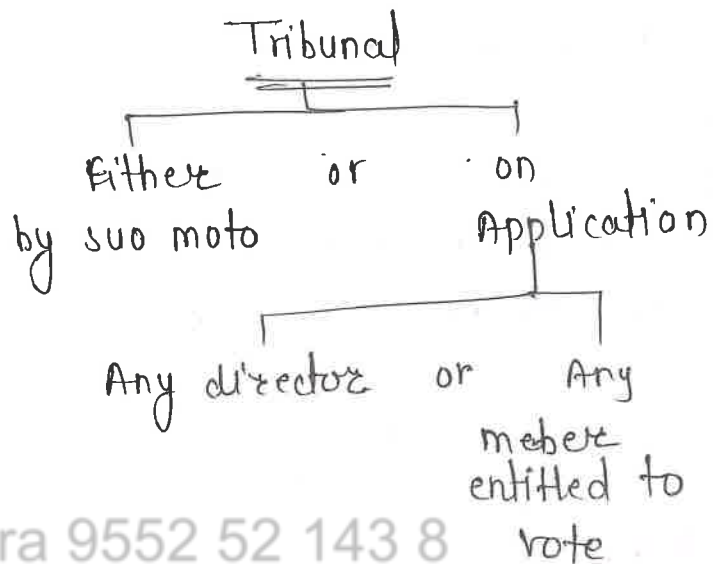 Tribunal
Either or on
by suo moto Application
Any director or Any
meber
entitled to
vote
ra 9552 52 143 8